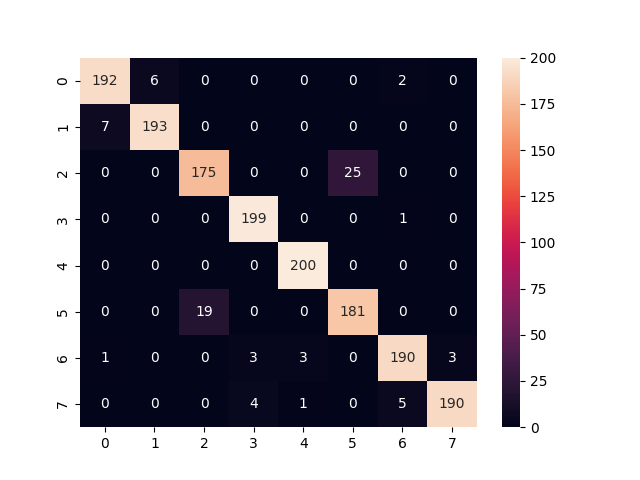 0 192 6 0 0 0 0 2 0
1 7 193 0 0 0 0 0 0
2 0 0 175 0 0 25 0 0
3 0 0 0 199 0 0 1 0
4 0 0 0 0 200 0 0 0
5 0 0 19 0 0 181 0 0
6 1 0 0 3 3 0 190 3
7 0 0 0 4 1 0 5 190
0 1 2 3 4 5 6 7
200
175
150
125
100
75
50
25
0